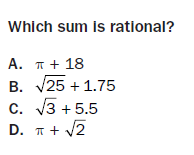 Which sum is rational?
A. π + 18
B. √25 + 1.75
C. √3 + 5.5
D. π + √2